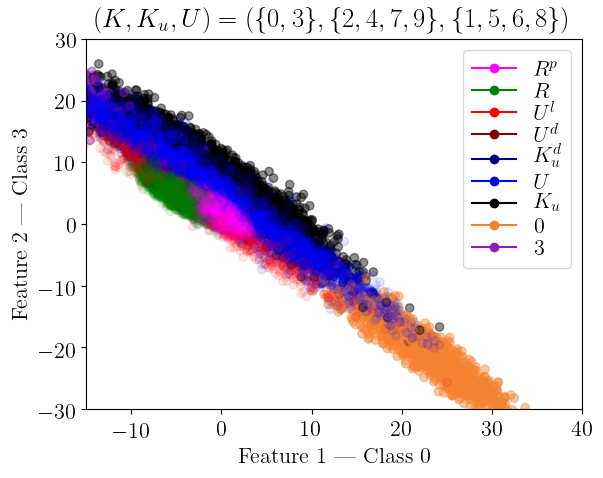 (K, K_u, U) = ({0, 3}, {2, 4, 7, 9}, {1, 5, 6, 8})
30
20
10
0
−10
−20
−30
Feature 2 — Class 3
R^p
R
U^l
U^d
K_u^d
U
K_u
0
3
−10
0
10
20
30
40
Feature 1 — Class 0